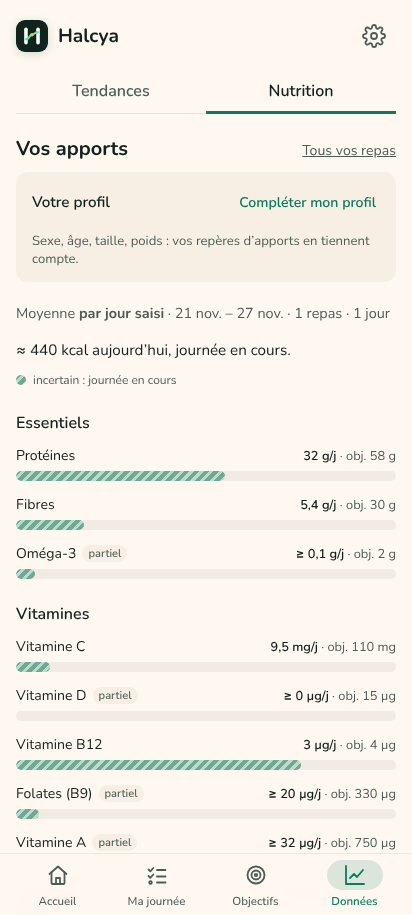 Halcya
Tendances
Nutrition
Vos apports
Tous vos repas
Votre profil
Compléter mon profil
Sexe, âge, taille, poids : vos repères d’apports en tiennent
compte.
Moyenne par jour saisi · 21 nov. – 27 nov. · 1 repas · 1 jour
≈ 440 kcal aujourd’hui, journée en cours.
incertain : journée en cours
Essentiels
Protéines 32 g/j · obj. 58 g
Fibres 5,4 g/j · obj. 30 g
Oméga-3 partiel ≥ 0,1 g/j · obj. 2 g
Vitamines
Vitamine C 9,5 mg/j · obj. 110 mg
Vitamine D partiel ≥ 0 µg/j · obj. 15 µg
Vitamine B12 3 µg/j · obj. 4 µg
Folates (B9) partiel ≥ 20 µg/j · obj. 330 µg
Vitamine A partiel ≥ 32 µg/j · obj. 750 µg
Accueil
Ma journée
Objectifs
Données